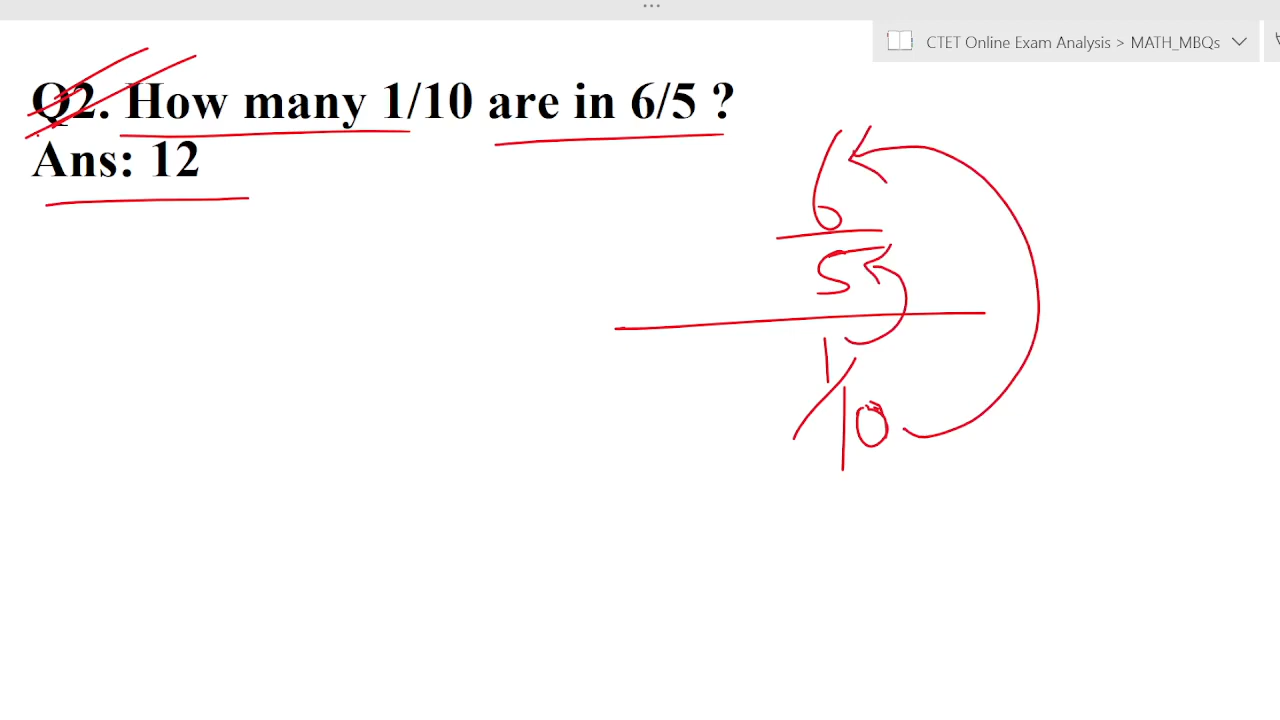 CTET Online Exam Analysis > MATH_MBQs
Q2. How many 1/10 are in 6/5 ?
Ans: 12
6
5
1
10